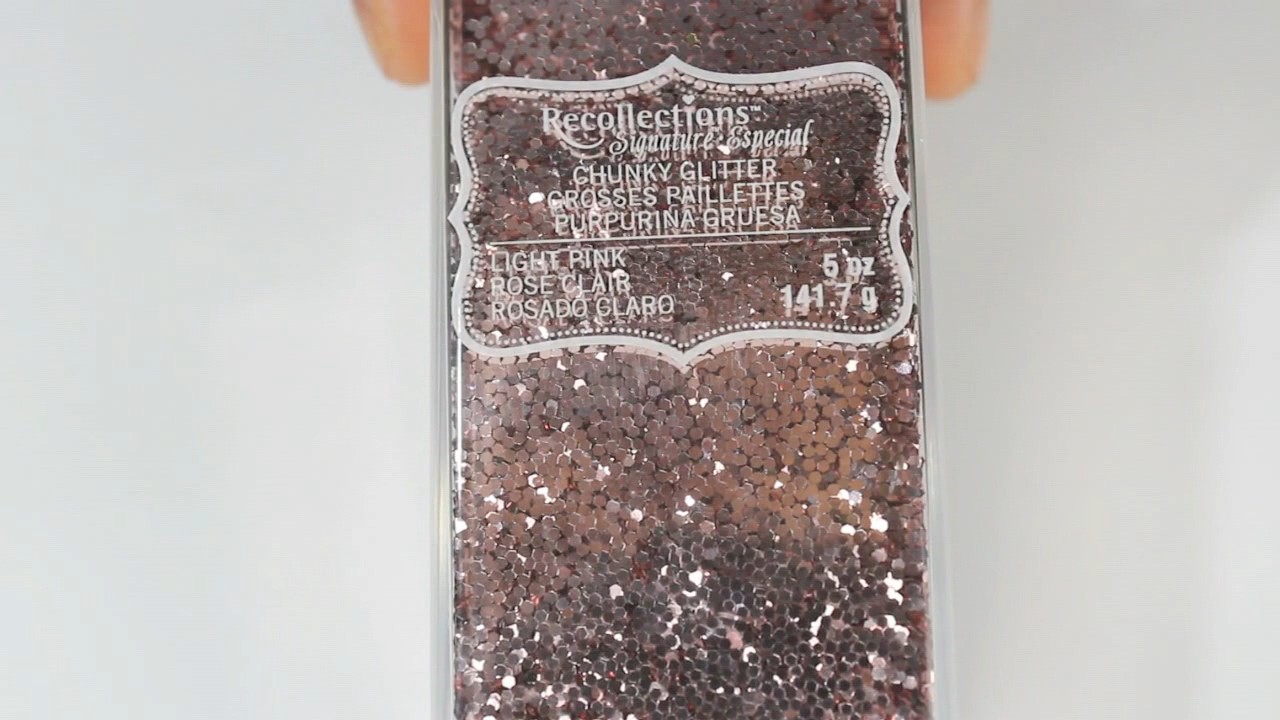 Recollections™
Signature • Especial
CHUNKY GLITTER
GROSSES PAILLETTES
PURPURINA GRUESA
LIGHT PINK
ROSE CLAIR
ROSADO CLARO
5 oz
141.7 g